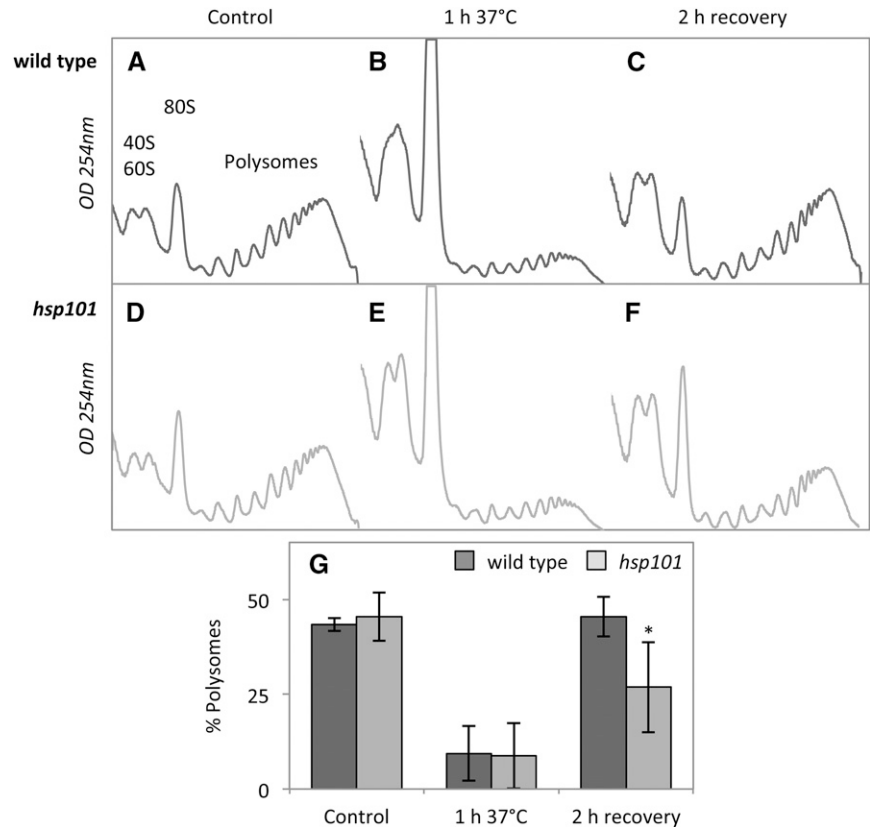 Control 1 h 37°C 2 h recovery
wild type
OD 254nm
A B C
80S
40S
60S
Polysomes
hsp101
OD 254nm
D E F
G
wild type hsp101
% Polysomes
50
25
0
*
Control 1 h 37°C 2 h recovery